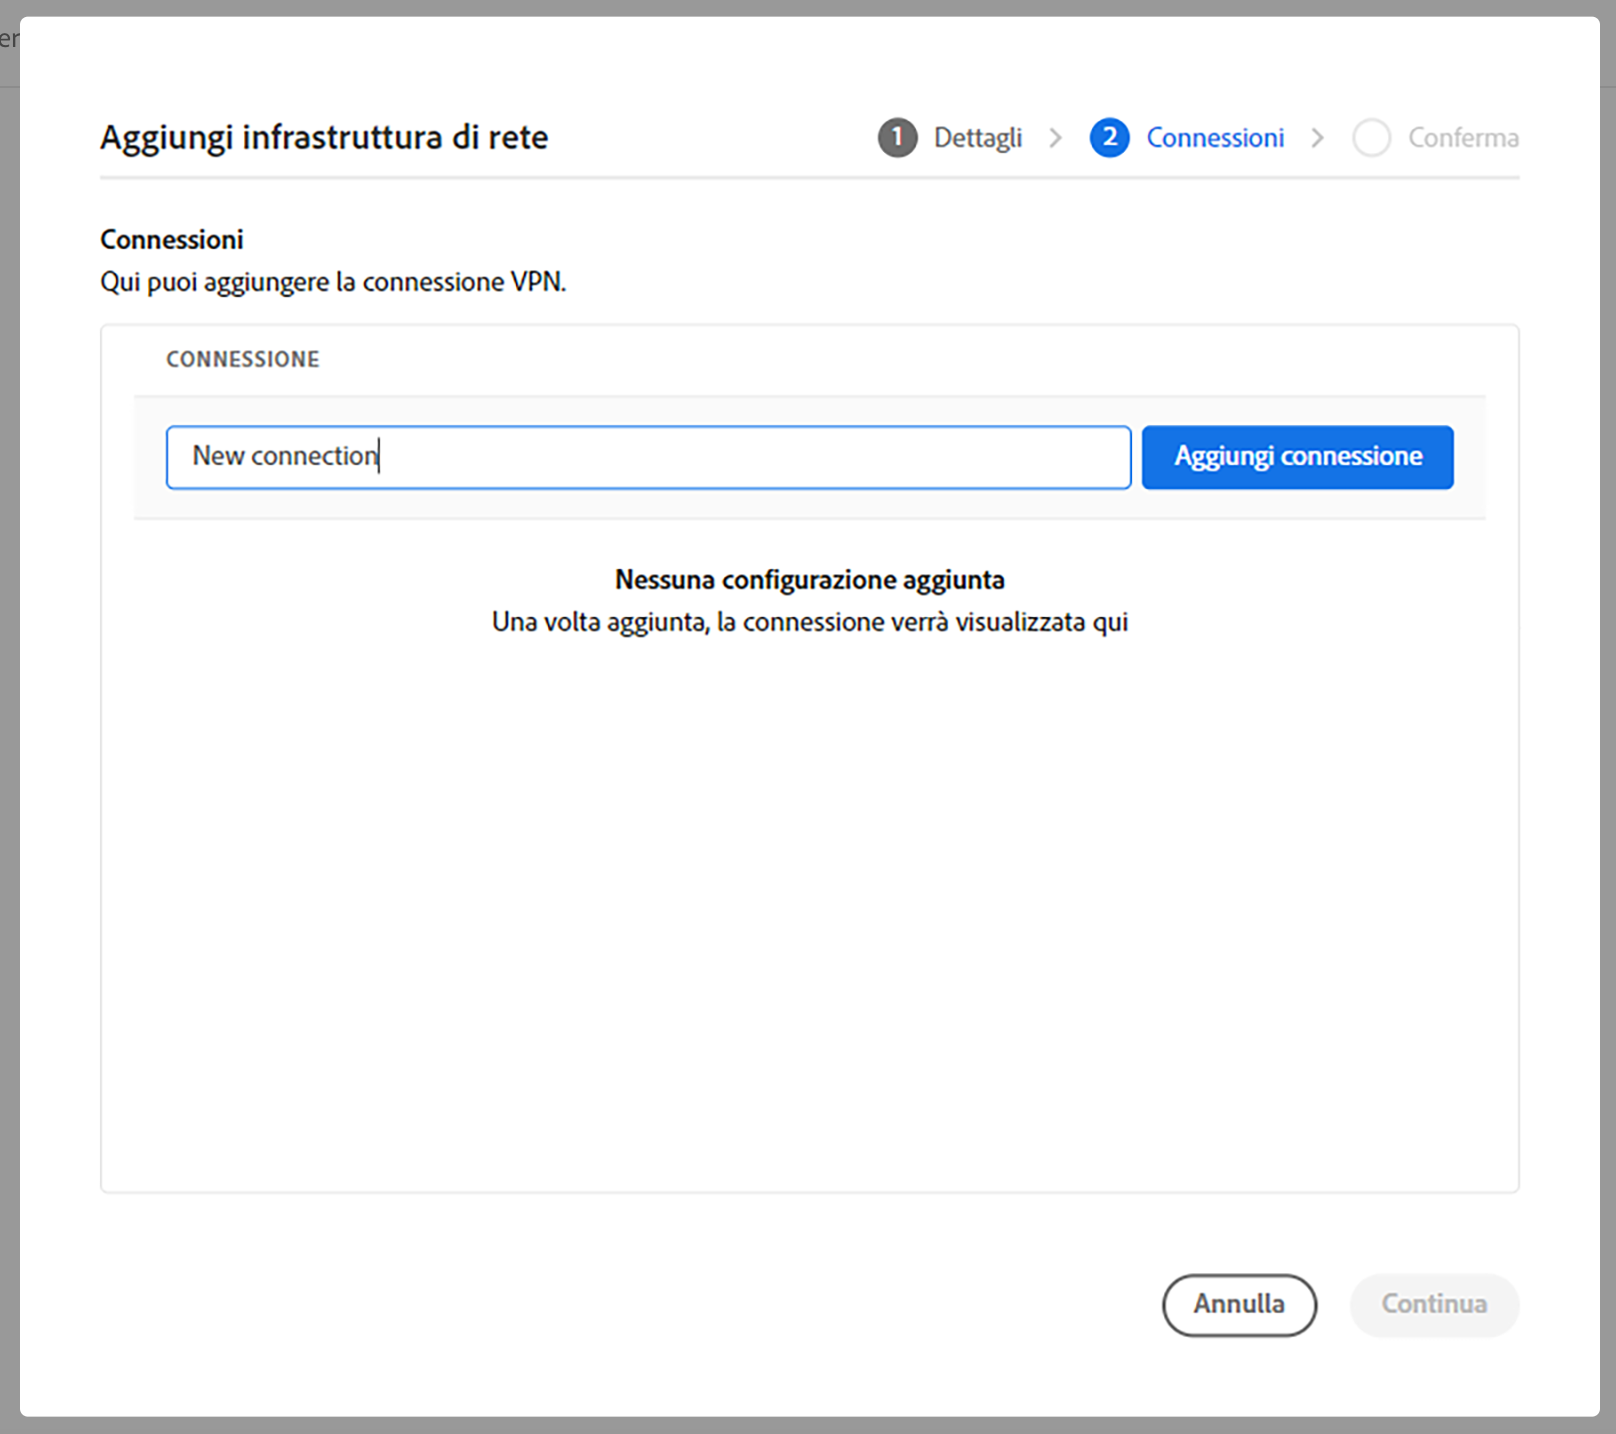 er
Aggiungi infrastruttura di rete
1 Dettagli > 2 Connessioni > Conferma
Connessioni
Qui puoi aggiungere la connessione VPN.
CONNESSIONE
New connection
Aggiungi connessione
Nessuna configurazione aggiunta
Una volta aggiunta, la connessione verrà visualizzata qui
Annulla
Continua